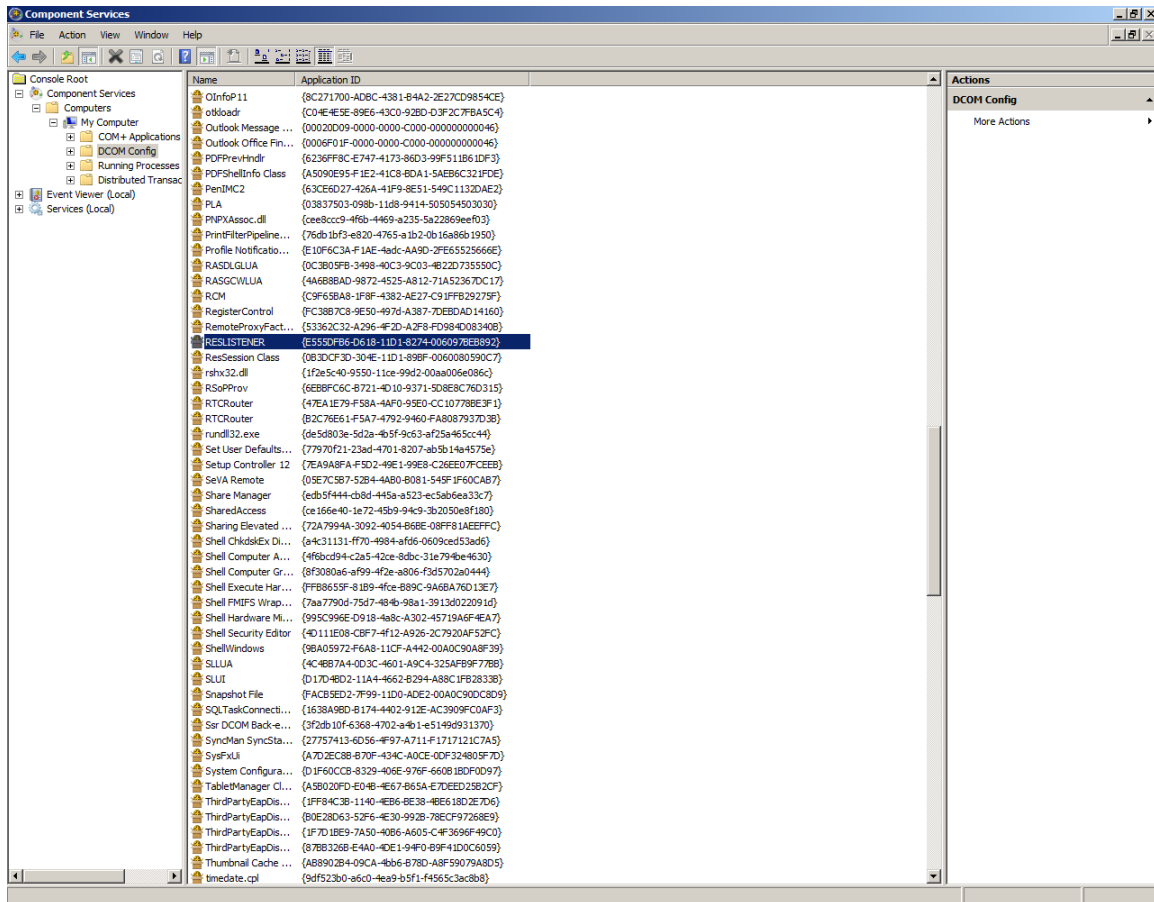 Component Services
File Action View Window Help
Console Root
Component Services
Computers
My Computer
COM+ Applications
DCOM Config
Running Processes
Distributed Transac
Event Viewer (Local)
Services (Local)
Name Application ID
OInfoP11 {8C271700-ADBC-4381-B4A2-2E27CD9854CE}
otkloadr {C04E4E5E-89E6-43C0-92BD-D3F2C7FBA5C4}
Outlook Message ... {00020D09-0000-0000-C000-000000000046}
Outlook Office Fin... {0006F01F-0000-0000-C000-000000000046}
PDFPrevHndlr {6236FF8C-E747-4173-86D3-99F511B61DF3}
PDFShellInfo Class {A5090E95-F1E2-41C8-BDA1-5AEB6C321FDE}
PenIMC2 {63CE6D27-426A-41F9-8E51-549C1132DAE2}
PLA {03837503-098b-11d8-9414-505054503030}
PNPXAssoc.dll {cee8ccc9-4f6b-4469-a235-5a22869eef03}
PrintFilterPipeline... {76db1bf3-e820-4765-a1b2-0b16a86b1950}
Profile Notificatio... {E10F6C3A-F1AE-4adc-AA9D-2FE65525666E}
RASDLGLUA {0C3B05FB-3498-40C3-9C03-4B22D735550C}
RASGCWLUA {4A6B8BAD-9872-4525-A812-71A52367DC17}
RCM {C9F65BA8-1F8F-4382-AE27-C91FFB29275F}
RegisterControl {FC38B7C8-9E50-497d-A387-7DEBDAD14160}
RemoteProxyFact... {53362C32-A296-4F2D-A2F8-FD984D08340B}
RESLISTENER {E555DFB6-D618-11D1-8274-006097BEB892}
ResSession Class {0B3DCF3D-304E-11D1-89BF-0060080590C7}
rshx32.dll {1f2e5c40-9550-11ce-99d2-00aa006e086c}
RSoPProv {6EBBFC6C-B721-4D10-9371-5D8E8C76D315}
RTCRouter {47EA1E79-F58A-4AF0-95E0-CC10778BE3F1}
RTCRouter {B2C76E61-F5A7-4792-9460-FA8087937D3B}
rundll32.exe {de5d803e-5d2a-4b5f-9c63-af25a465cc44}
Set User Defaults... {77970f21-23ad-4701-8207-ab5b14a4575e}
Setup Controller 12 {7EA9A8FA-F5D2-49E1-99E8-C26EE07FCEEB}
SeVA Remote {05E7C5B7-52B4-4AB0-B081-545F1F60CAB7}
Share Manager {edb5f444-cb8d-445a-a523-ec5ab6ea33c7}
SharedAccess {ce166e40-1e72-45b9-94c9-3b2050e8f180}
Sharing Elevated ... {72A7994A-3092-4054-B6BE-08FF81AEEFFC}
Shell ChkdskEx Di... {a4c31131-ff70-4984-afd6-0609ced53ad6}
Shell Computer A... {4f6bcd94-c2a5-42ce-8dbc-31e794be4630}
Shell Computer Gr... {8f3080a6-af99-4f2e-a806-f3d5702a0444}
Shell Execute Har... {FFB8655F-81B9-4fce-B89C-9A6BA76D13E7}
Shell FMIFS Wrap... {7aa7790d-75d7-484b-98a1-3913d022091d}
Shell Hardware Mi... {995C996E-D918-4a8c-A302-45719A6F4EA7}
Shell Security Editor {4D111E08-CBF7-4f12-A926-2C7920AF52FC}
ShellWindows {9BA05972-F6A8-11CF-A442-00A0C90A8F39}
SLLUA {4C4BB7A4-0D3C-4601-A9C4-325AFB9F77BB}
SLUI {D17D4BD2-11A4-4662-B294-A88C1FB2833B}
Snapshot File {FACB5ED2-7F99-11D0-ADE2-00A0C90DC8D9}
SQLTaskConnecti... {1638A9BD-B174-4402-912E-AC3909FC0AF3}
Ssr DCOM Back-e... {3f2db10f-6368-4702-a4b1-e5149d931370}
SyncMan SyncSta... {27757413-6D56-4F97-A711-F1717121C7A5}
SysFxUi {A7D2EC8B-B70F-434C-A0CE-0DF324805F7D}
System Configura... {D1F60CCB-8329-406E-976F-660B1BDF0D97}
TabletManager Cl... {A5B020FD-E04B-4E67-B65A-E7DEED25B2CF}
ThirdPartyEapDis... {1FF84C3B-1140-4EB6-BE38-4BE618D2E7D6}
ThirdPartyEapDis... {B0E28D63-52F6-4E30-992B-78ECF97268E9}
ThirdPartyEapDis... {1F7D1BE9-7A50-40B6-A605-C4F3696F49C0}
ThirdPartyEapDis... {87BB326B-E4A0-4DE1-94F0-B9F41D0C6059}
Thumbnail Cache ... {AB8902B4-09CA-4bb6-B78D-A8F59079A8D5}
timedate.cpl {9df523b0-a6c0-4ea9-b5f1-f4565c3ac8b8}
Actions
DCOM Config
More Actions